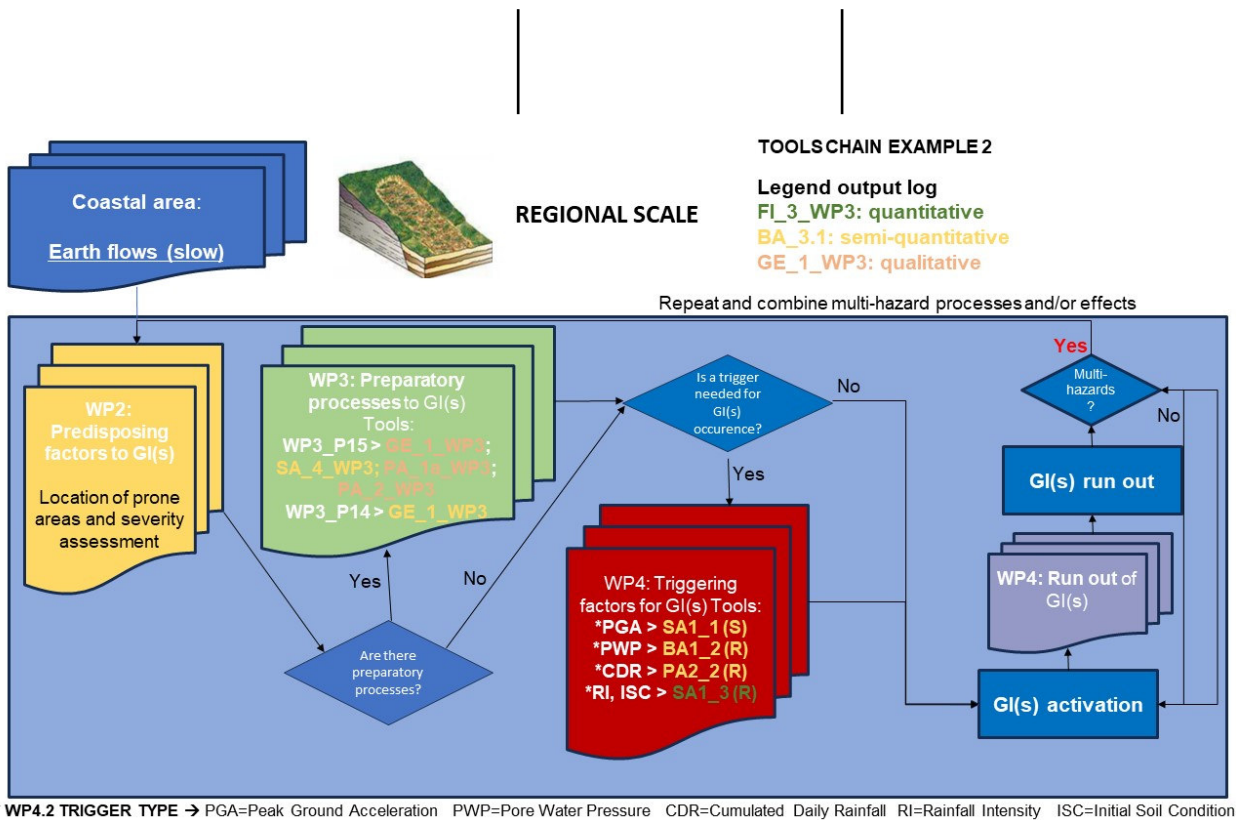 TOOLS CHAIN EXAMPLE 2
Legend output log
FI_3_WP3: quantitative
BA_3.1: semi-quantitative
GE_1_WP3: qualitative
REGIONAL SCALE
Coastal area:
Earth flows (slow)
Repeat and combine multi-hazard processes and/or effects
WP2:
Predisposing
factors to GI(s)
Location of prone
areas and severity
assessment
WP3: Preparatory
processes to GI(s)
Tools:
WP3_P15 > GE_1_WP3;
SA_4_WP3; PA_1a_WP3;
PA_2_WP3
WP3_P14 > GE_1_WP3
Yes
No
Are there
preparatory
processes?
Is a trigger
needed for
GI(s)
occurence?
No
Yes
WP4: Triggering
factors for GI(s) Tools:
*PGA > SA1_1 (S)
*PWP > BA1_2 (R)
*CDR > PA2_2 (R)
*RI, ISC > SA1_3 (R)
Yes
Multi-
hazards
?
No
GI(s) run out
WP4: Run out of
GI(s)
GI(s) activation
WP4.2 TRIGGER TYPE → PGA=Peak Ground Acceleration PWP=Pore Water Pressure CDR=Cumulated Daily Rainfall RI=Rainfall Intensity ISC=Initial Soil Condition